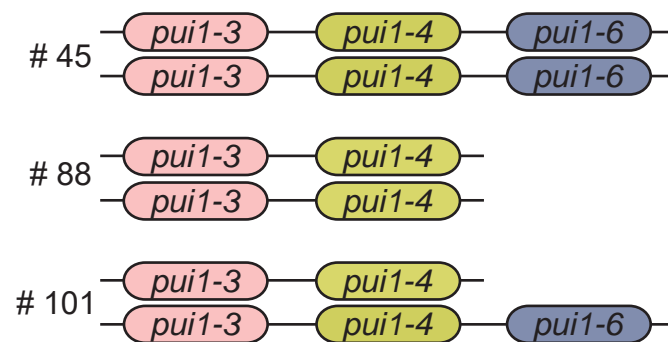 # 45 pui1-3 pui1-4 pui1-6
pui1-3 pui1-4 pui1-6
# 88 pui1-3 pui1-4
pui1-3 pui1-4
# 101 pui1-3 pui1-4
pui1-3 pui1-4 pui1-6